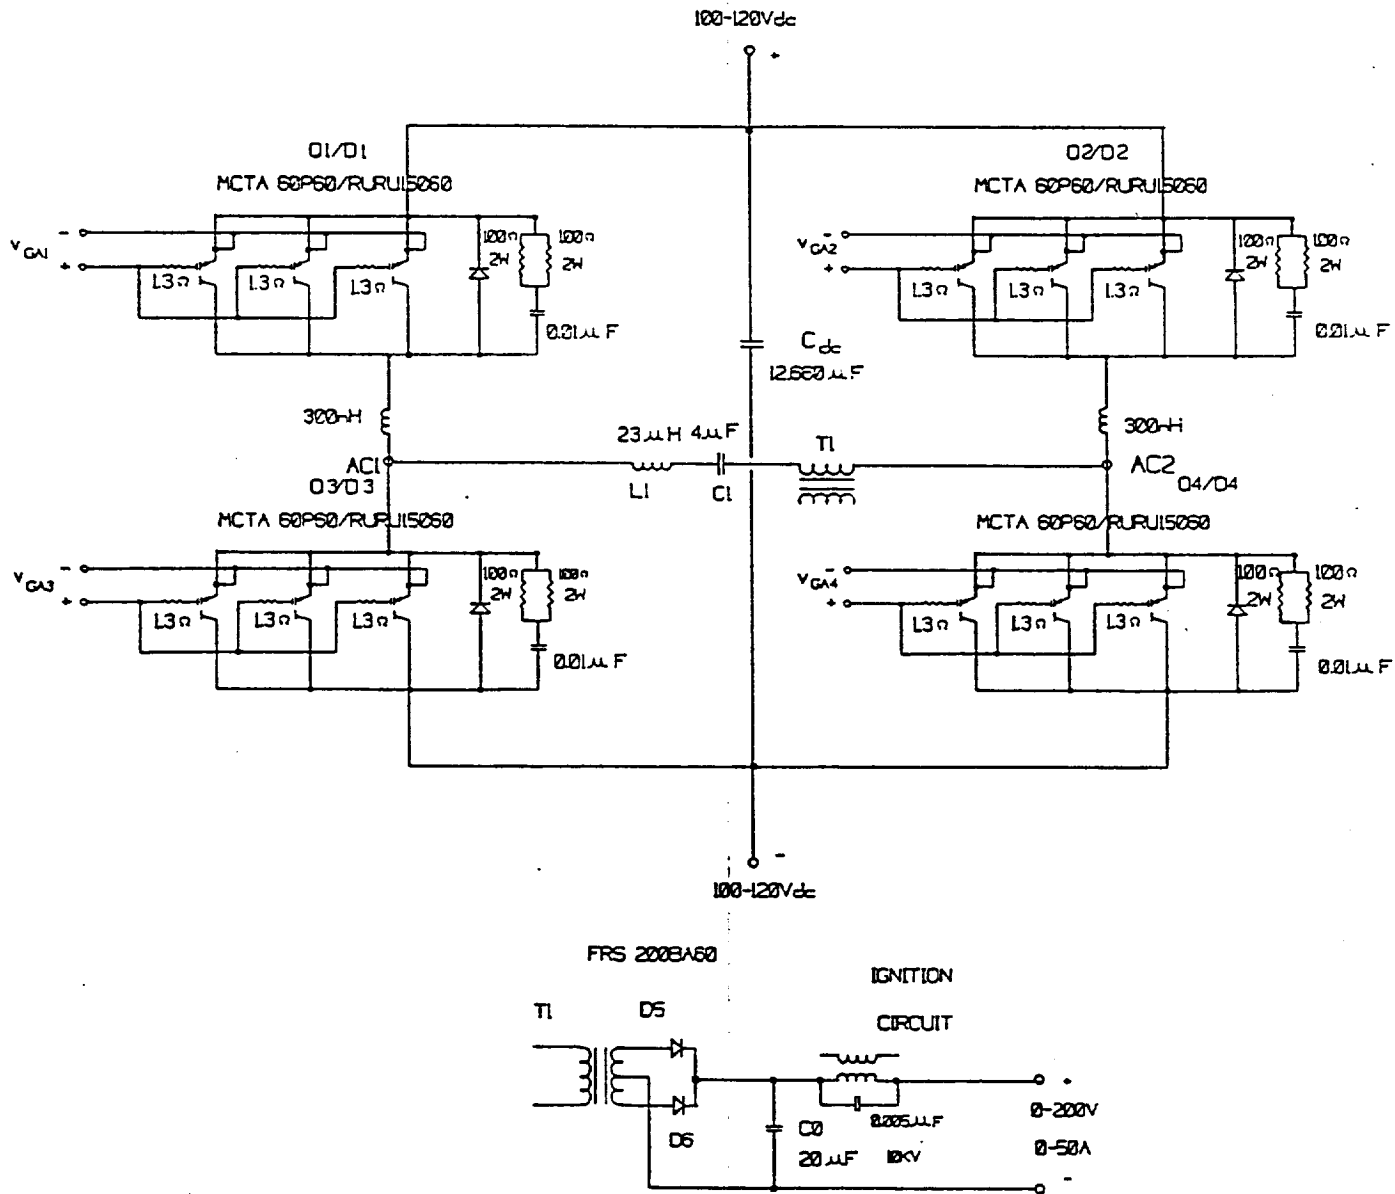 100-120Vdc
+
Q1/D1
MCTA 60P60/RURU15060
Q2/D2
MCTA 60P60/RURU15060
VGA1
-
+
1.3Ω
1.3Ω
1.3Ω
100Ω
2W
100Ω
2W
0.01μF
VGA2
-
+
1.3Ω
1.3Ω
1.3Ω
100Ω
2W
100Ω
2W
0.01μF
Cdc
12,660μF
300nH
300nH
23μH 4μF
T1
L1
C1
AC1
AC2
Q3/D3
MCTA 60P60/RURU15060
Q4/D4
MCTA 60P60/RURU15060
VGA3
-
+
1.3Ω
1.3Ω
1.3Ω
100Ω
2W
100Ω
2W
0.01μF
VGA4
-
+
1.3Ω
1.3Ω
1.3Ω
100Ω
2W
100Ω
2W
0.01μF
-
100-120Vdc
FRS 200BA60
IGNITION
CIRCUIT
T1
D5
D6
C0
20μF
0.005μF
10KV
+
0-200V
0-50A
-